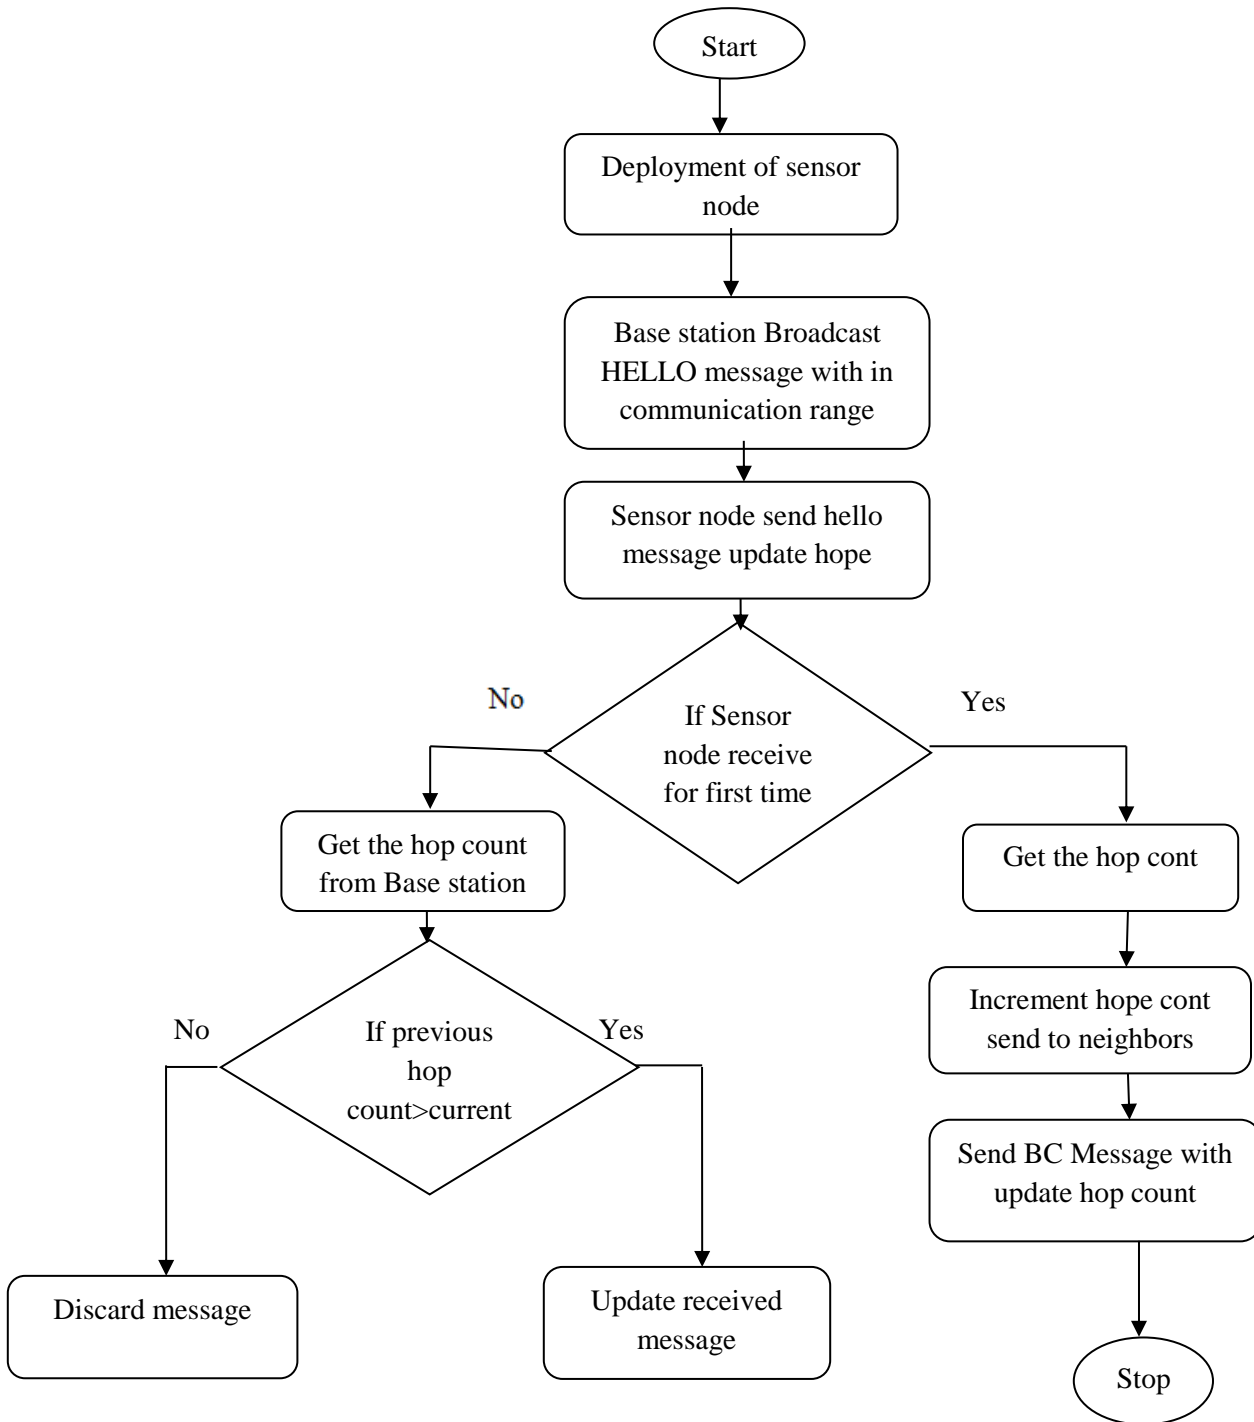 Start
Deployment of sensor
node
Base station Broadcast
HELLO message with in
communication range
Sensor node send hello
message update hope
No
Yes
If Sensor
node receive
for first time
Get the hop count
from Base station
Get the hop cont
Increment hope cont
send to neighbors
No
Yes
If previous
hop
count>current
Send BC Message with
update hop count
Discard message
Update received
message
Stop